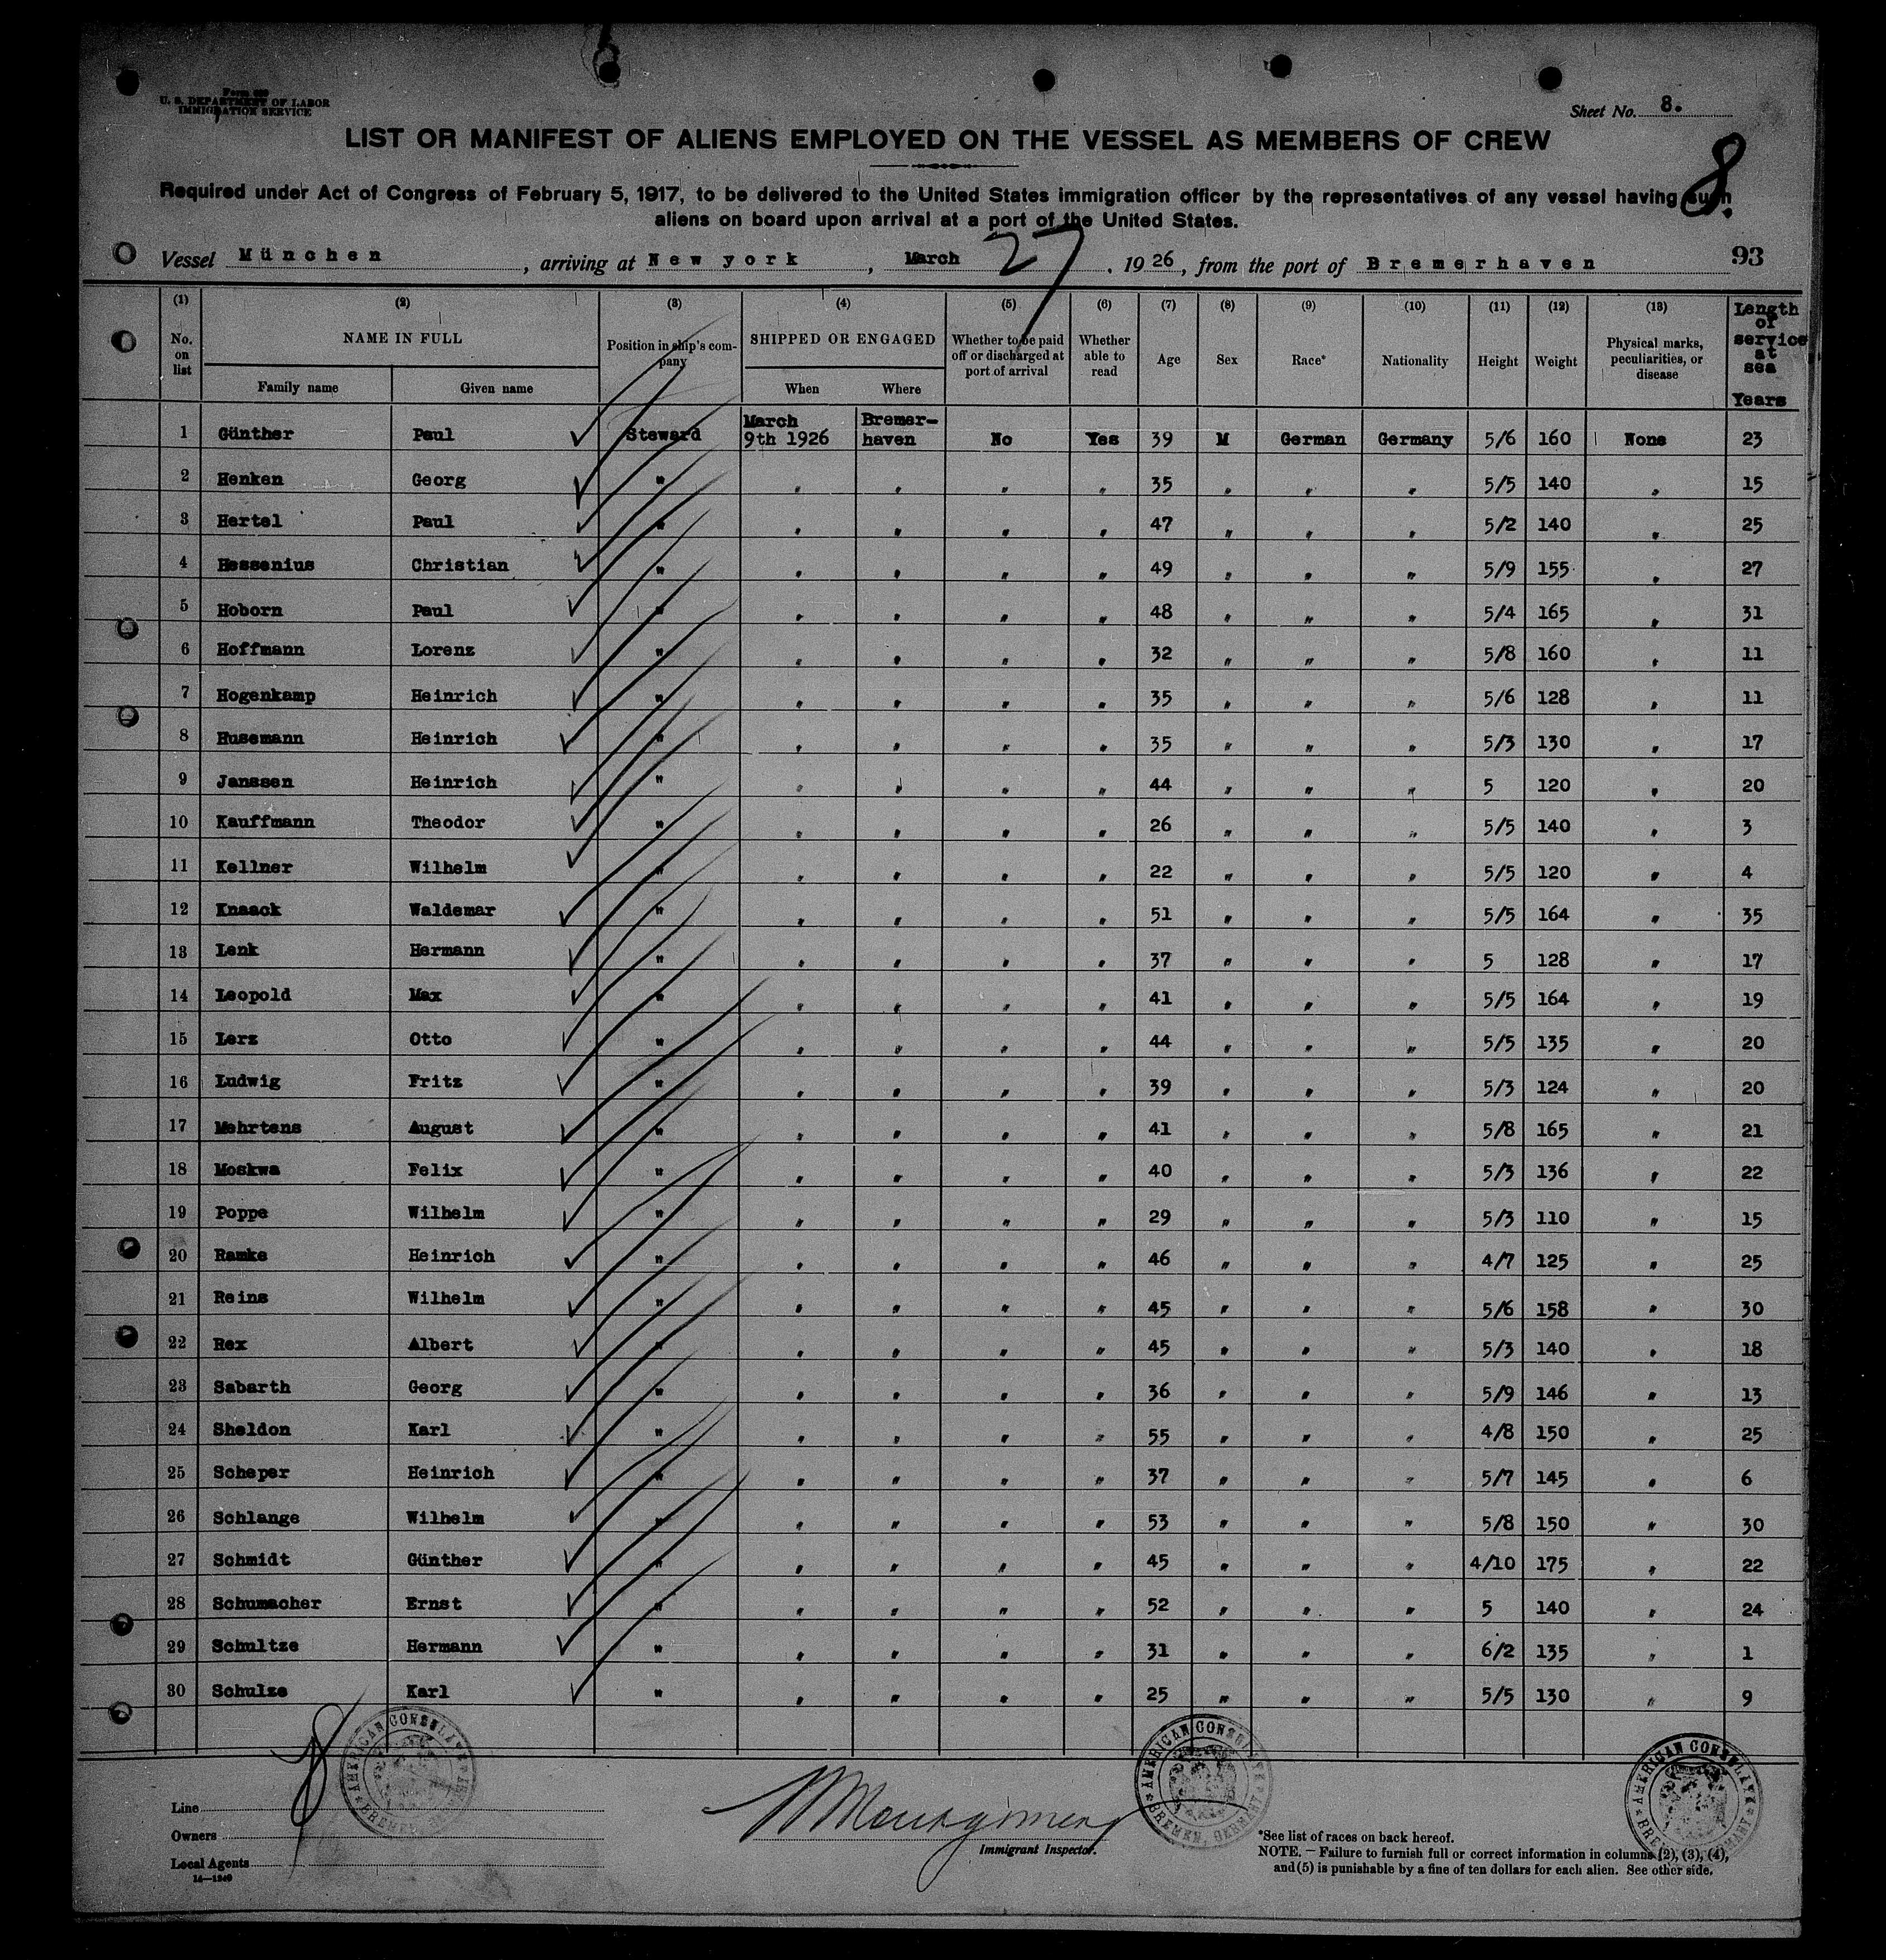 Form 680
U. S. DEPARTMENT OF LABOR
IMMIGRATION SERVICE
Sheet No. 8.
LIST OR MANIFEST OF ALIENS EMPLOYED ON THE VESSEL AS MEMBERS OF CREW
8.
Required under Act of Congress of February 5, 1917, to be delivered to the United States immigration officer by the representatives of any vessel having such
aliens on board upon arrival at a port of the United States.
Vessel München, arriving at New york, March 27, 1926, from the port of Bremerhaven 93
(1) (2) (3) (4) (5) (6) (7) (8) (9) (10) (11) (12) (13)
No. on list NAME IN FULL Position in ship's company SHIPPED OR ENGAGED Whether to be paid off or discharged at port of arrival Whether able to read Age Sex Race* Nationality Height Weight Physical marks, peculiarities, or disease Length of service at sea Years
Family name Given name When Where
1 Günther Paul Steward March 9th 1926 Bremer-haven No Yes 39 M German Germany 5/6 160 None 23
2 Henken Georg " " " " " 35 " " " 5/5 140 " 15
3 Hertel Paul " " " " " 47 " " " 5/2 140 " 25
4 Hessenius Christian " " " " " 49 " " " 5/9 155 " 27
5 Hoborn Paul " " " " " 48 " " " 5/4 165 " 31
6 Hoffmann Lorenz " " " " " 32 " " " 5/8 160 " 11
7 Hogenkamp Heinrich " " " " " 35 " " " 5/6 128 " 11
8 Husemann Heinrich " " " " " 35 " " " 5/3 130 " 17
9 Janssen Heinrich " " " " " 44 " " " 5 120 " 20
10 Kauffmann Theodor " " " " " 26 " " " 5/5 140 " 3
11 Kellner Wilhelm " " " " " 22 " " " 5/5 120 " 4
12 Knaack Waldemar " " " " " 51 " " " 5/5 164 " 35
13 Lenk Hermann " " " " " 37 " " " 5 128 " 17
14 Leopold Max " " " " " 41 " " " 5/5 164 " 19
15 Lerz Otto " " " " " 44 " " " 5/5 135 " 20
16 Ludwig Fritz " " " " " 39 " " " 5/3 124 " 20
17 Mehrtens August " " " " " 41 " " " 5/8 165 " 21
18 Moskwa Felix " " " " " 40 " " " 5/3 136 " 22
19 Poppe Wilhelm " " " " " 29 " " " 5/3 110 " 15
20 Ramke Heinrich " " " " " 46 " " " 4/7 125 " 25
21 Reins Wilhelm " " " " " 45 " " " 5/6 158 " 30
22 Rex Albert " " " " " 45 " " " 5/3 140 " 18
23 Sabarth Georg " " " " " 36 " " " 5/9 146 " 13
24 Sheldon Karl " " " " " 55 " " " 4/8 150 " 25
25 Scheper Heinrich " " " " " 37 " " " 5/7 145 " 6
26 Schlange Wilhelm " " " " " 53 " " " 5/8 150 " 30
27 Schmidt Günther " " " " " 45 " " " 4/10 175 " 22
28 Schumacher Ernst " " " " " 52 " " " 5 140 " 24
29 Schultze Hermann " " " " " 31 " " " 6/2 135 " 1
30 Schulze Karl " " " " " 25 " " " 5/5 130 " 9
AMERICAN CONSULATE BREMEN
AMERICAN CONSULATE BREMEN, GERMANY
AMERICAN CONSULATE BREMEN, GERMANY
Line
Owners
Local Agents
14—1240
Montgomery
Immigrant Inspector.
*See list of races on back hereof.
NOTE. — Failure to furnish full or correct information in columns (2), (3), (4),
and (5) is punishable by a fine of ten dollars for each alien. See other side.